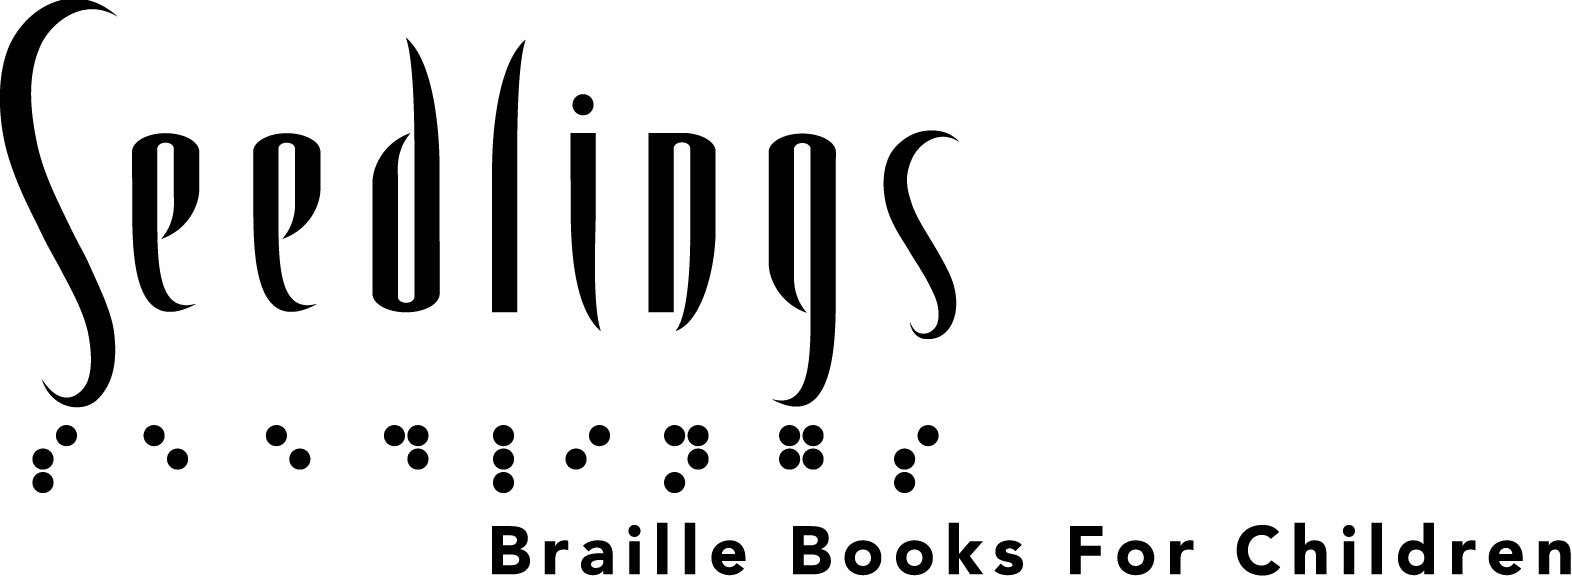 Seedlings
⠎⠑⠑⠙⠇⠊⠝⠛⠎
Braille Books For Children